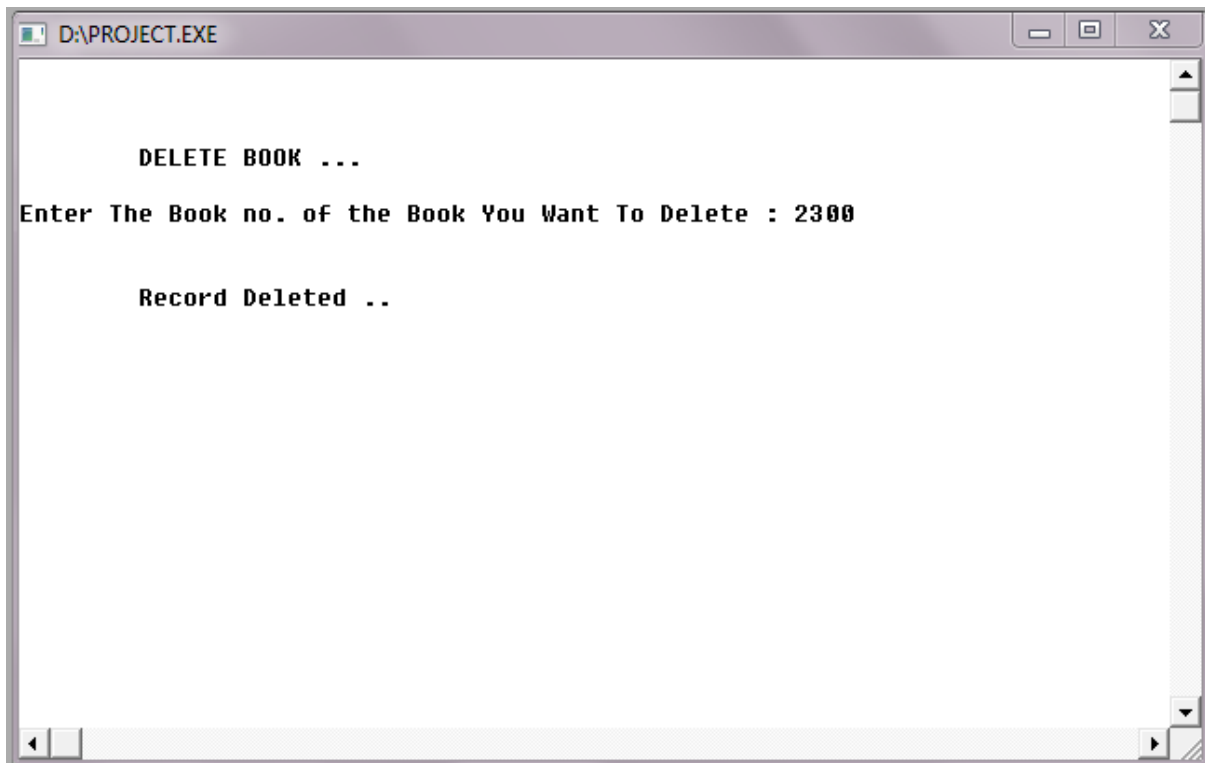 D:\PROJECT.EXE
DELETE BOOK ...
Enter The Book no. of the Book You Want To Delete : 2300
Record Deleted ..